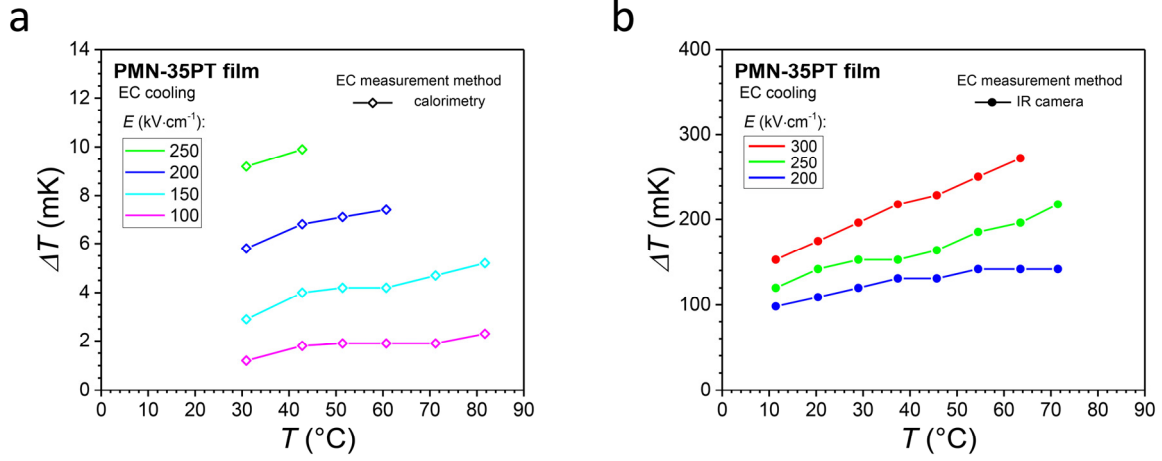 a
PMN-35PT film
EC cooling
EC measurement method
calorimetry
E (kV·cm⁻¹):
250
200
150
100
ΔT (mK)
14
12
10
8
6
4
2
0
0 10 20 30 40 50 60 70 80 90
T (°C)
b
PMN-35PT film
EC cooling
EC measurement method
IR camera
E (kV·cm⁻¹):
300
250
200
ΔT (mK)
400
300
200
100
0
0 10 20 30 40 50 60 70 80 90
T (°C)